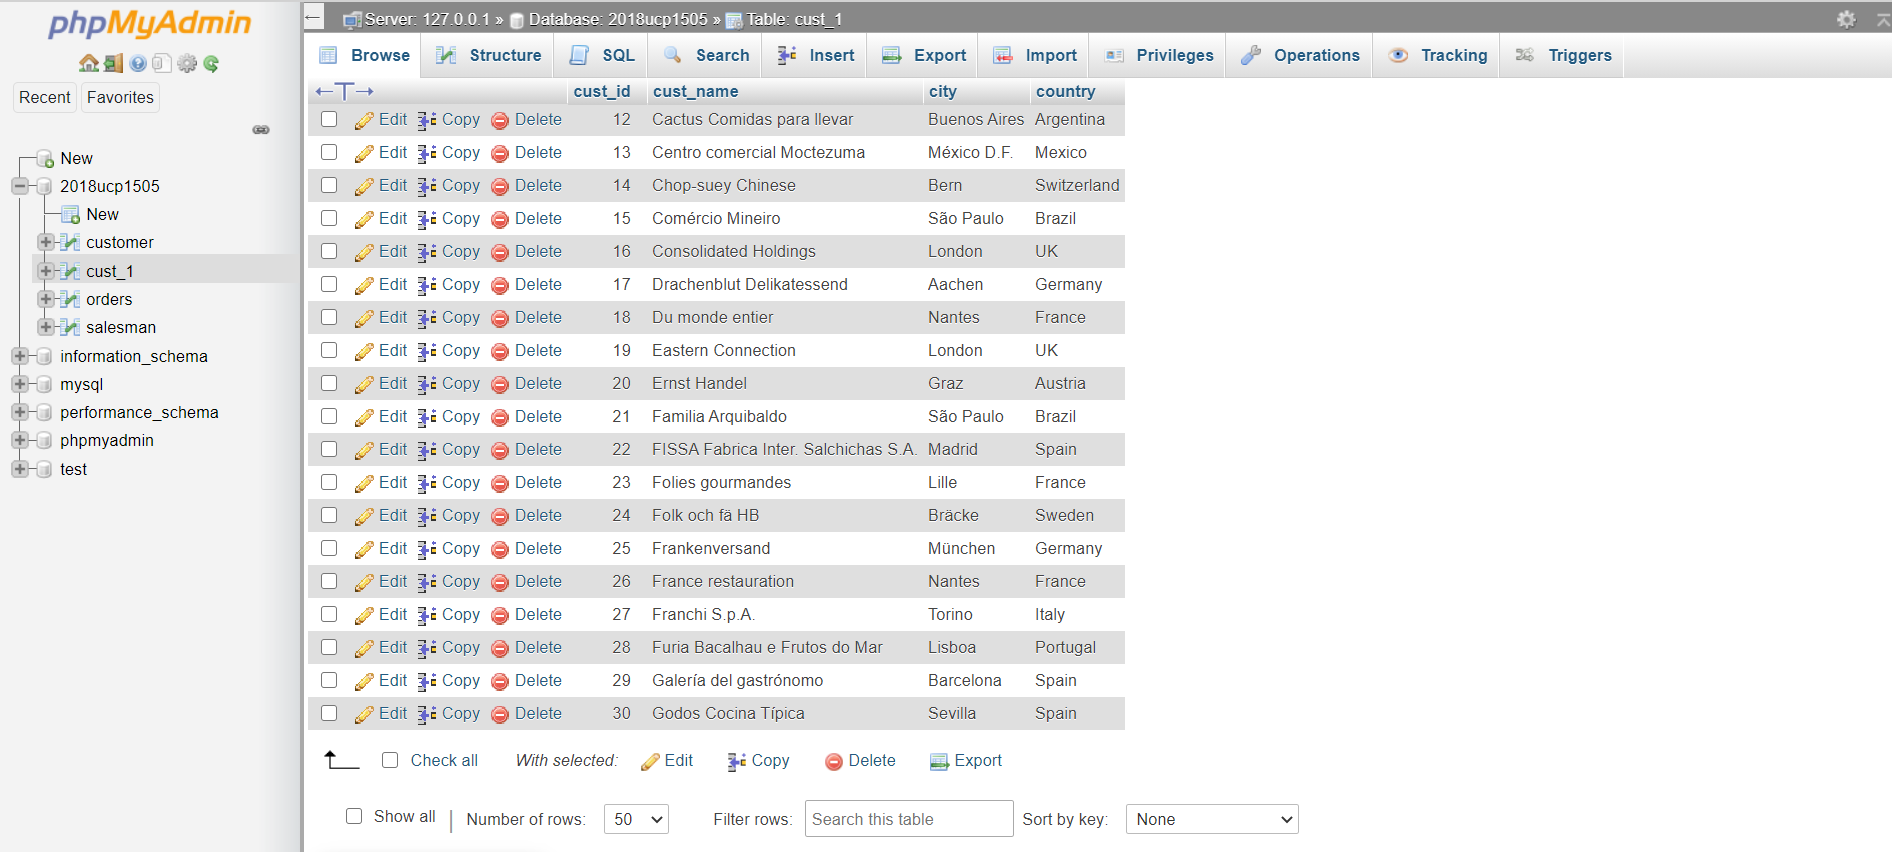 phpMyAdmin
Recent Favorites
New
2018ucp1505
New
customer
cust_1
orders
salesman
information_schema
mysql
performance_schema
phpmyadmin
test
Server: 127.0.0.1 » Database: 2018ucp1505 » Table: cust_1
Browse Structure SQL Search Insert Export Import Privileges Operations Tracking Triggers
←T→ cust_id cust_name city country
Edit Copy Delete 12 Cactus Comidas para llevar Buenos Aires Argentina
Edit Copy Delete 13 Centro comercial Moctezuma México D.F. Mexico
Edit Copy Delete 14 Chop-suey Chinese Bern Switzerland
Edit Copy Delete 15 Comércio Mineiro São Paulo Brazil
Edit Copy Delete 16 Consolidated Holdings London UK
Edit Copy Delete 17 Drachenblut Delikatessend Aachen Germany
Edit Copy Delete 18 Du monde entier Nantes France
Edit Copy Delete 19 Eastern Connection London UK
Edit Copy Delete 20 Ernst Handel Graz Austria
Edit Copy Delete 21 Familia Arquibaldo São Paulo Brazil
Edit Copy Delete 22 FISSA Fabrica Inter. Salchichas S.A. Madrid Spain
Edit Copy Delete 23 Folies gourmandes Lille France
Edit Copy Delete 24 Folk och fä HB Bräcke Sweden
Edit Copy Delete 25 Frankenversand München Germany
Edit Copy Delete 26 France restauration Nantes France
Edit Copy Delete 27 Franchi S.p.A. Torino Italy
Edit Copy Delete 28 Furia Bacalhau e Frutos do Mar Lisboa Portugal
Edit Copy Delete 29 Galería del gastrónomo Barcelona Spain
Edit Copy Delete 30 Godos Cocina Típica Sevilla Spain
Check all With selected: Edit Copy Delete Export
Show all | Number of rows: 50 Filter rows: Search this table Sort by key: None